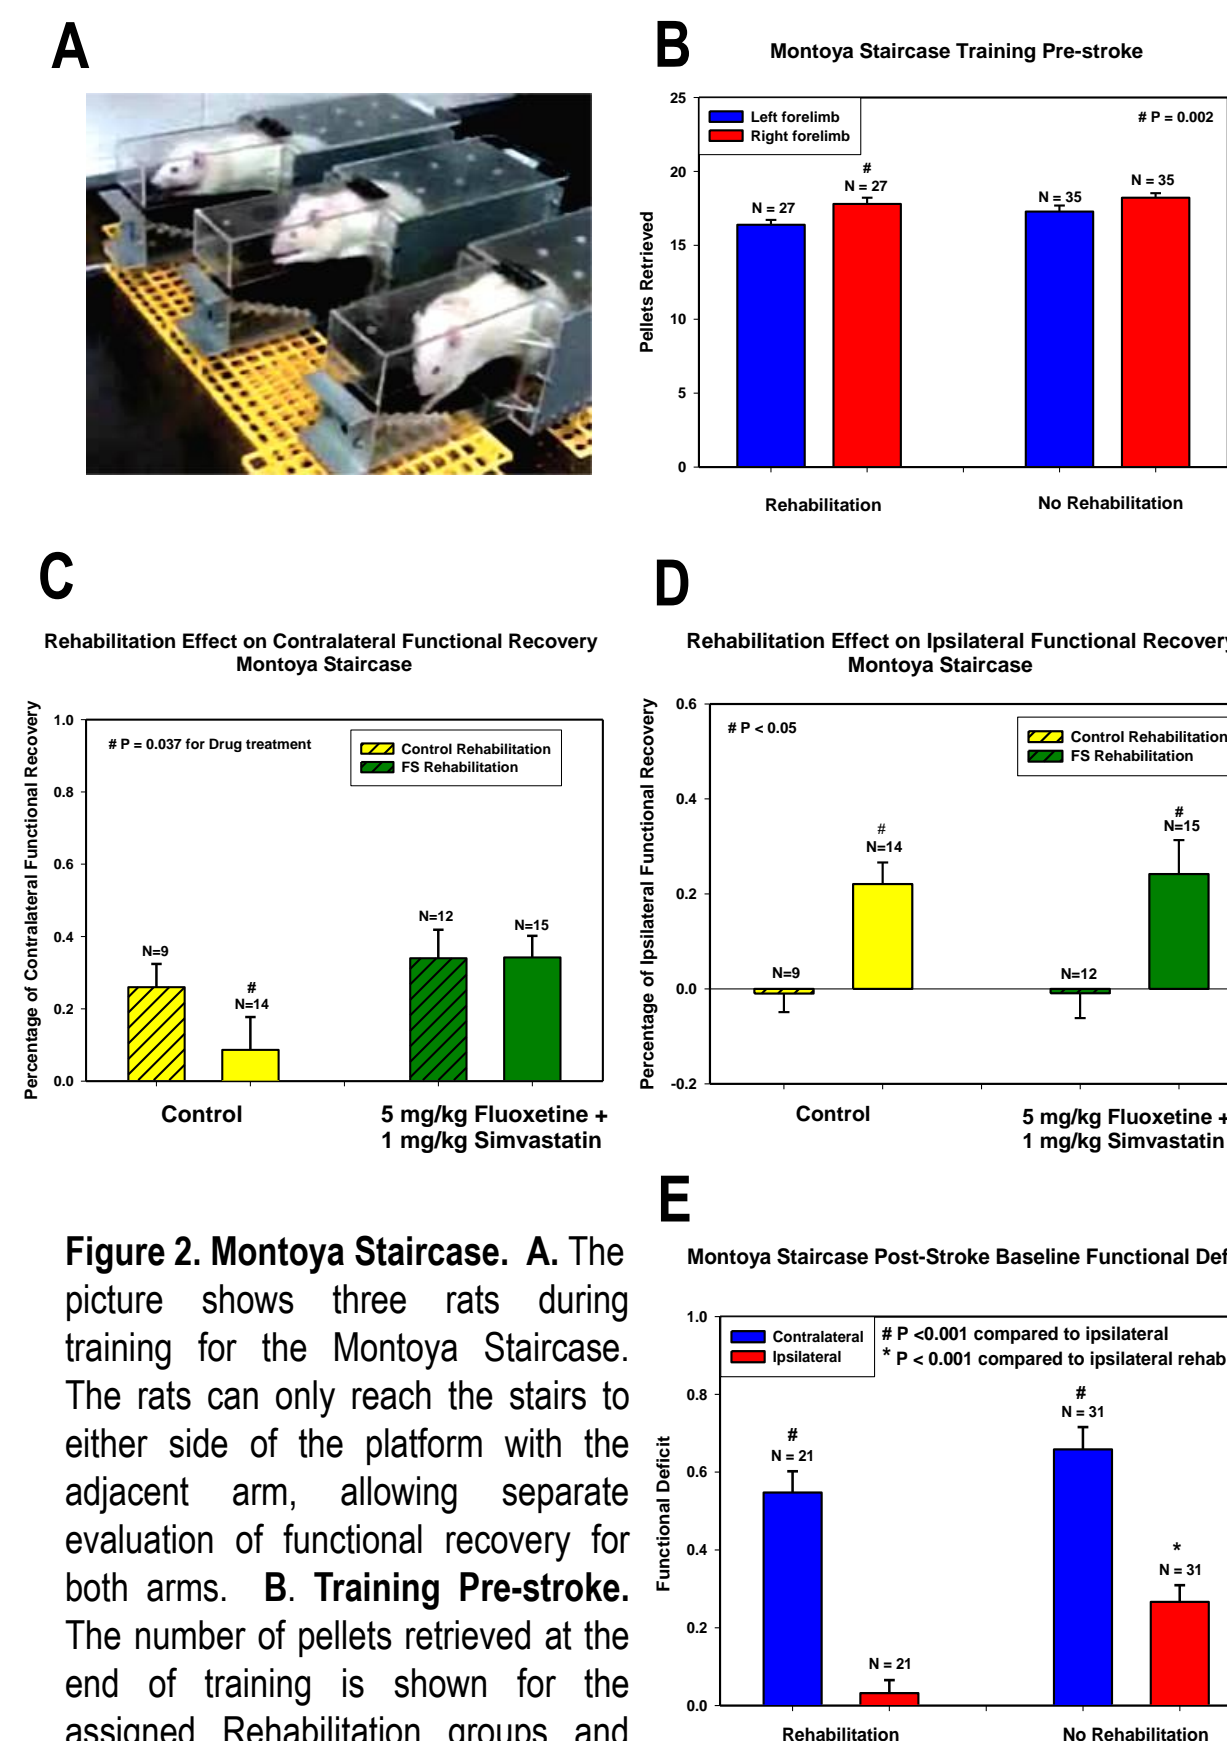 A
B
Montoya Staircase Training Pre-stroke
25
20
15
10
5
0
Pellets Retrieved
Left forelimb
Right forelimb
# P = 0.002
N = 27
#
N = 27
N = 35
N = 35
Rehabilitation
No Rehabilitation
C
Rehabilitation Effect on Contralateral Functional Recovery
Montoya Staircase
Percentage of Contralateral Functional Recovery
1.0
0.8
0.6
0.4
0.2
0.0
# P = 0.037 for Drug treatment
Control Rehabilitation
FS Rehabilitation
N=9
#
N=14
N=12
N=15
Control
5 mg/kg Fluoxetine +
1 mg/kg Simvastatin
D
Rehabilitation Effect on Ipsilateral Functional Recovery
Montoya Staircase
Percentage of Ipsilateral Functional Recovery
0.6
0.4
0.2
0.0
-0.2
# P < 0.05
Control Rehabilitation
FS Rehabilitation
N=9
#
N=14
N=12
#
N=15
Control
5 mg/kg Fluoxetine +
1 mg/kg Simvastatin
Figure 2. Montoya Staircase. A. The
picture shows three rats during
training for the Montoya Staircase.
The rats can only reach the stairs to
either side of the platform with the
adjacent arm, allowing separate
evaluation of functional recovery for
both arms. B. Training Pre-stroke.
The number of pellets retrieved at the
end of training is shown for the
assigned Rehabilitation groups and
E
Montoya Staircase Post-Stroke Baseline Functional Defi
Functional Deficit
1.0
0.8
0.6
0.4
0.2
0.0
Contralateral
Ipsilateral
# P <0.001 compared to ipsilateral
* P < 0.001 compared to ipsilateral rehab
#
N = 21
N = 21
#
N = 31
*
N = 31
Rehabilitation
No Rehabilitation